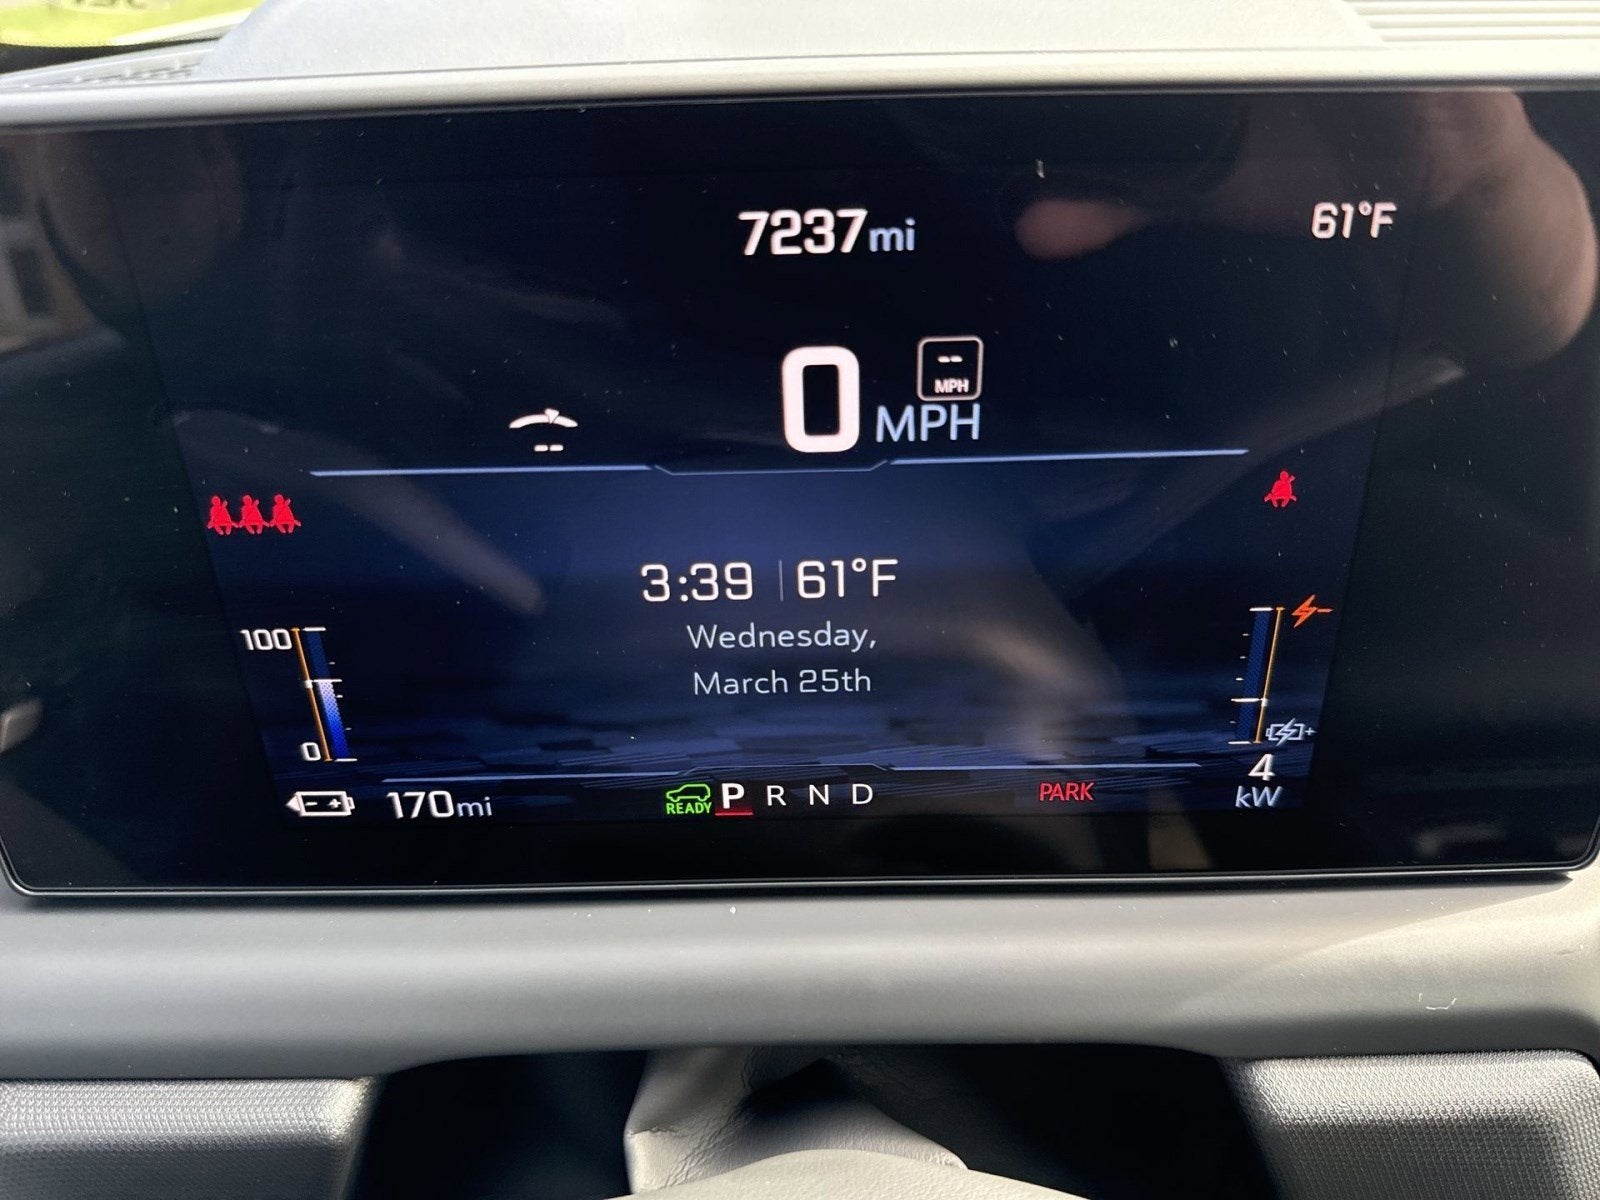 7237mi
61°F
--
MPH
0 MPH
--
3:39 | 61°F
Wednesday,
March 25th
100
0
170mi
READY P R N D
PARK
4
kW